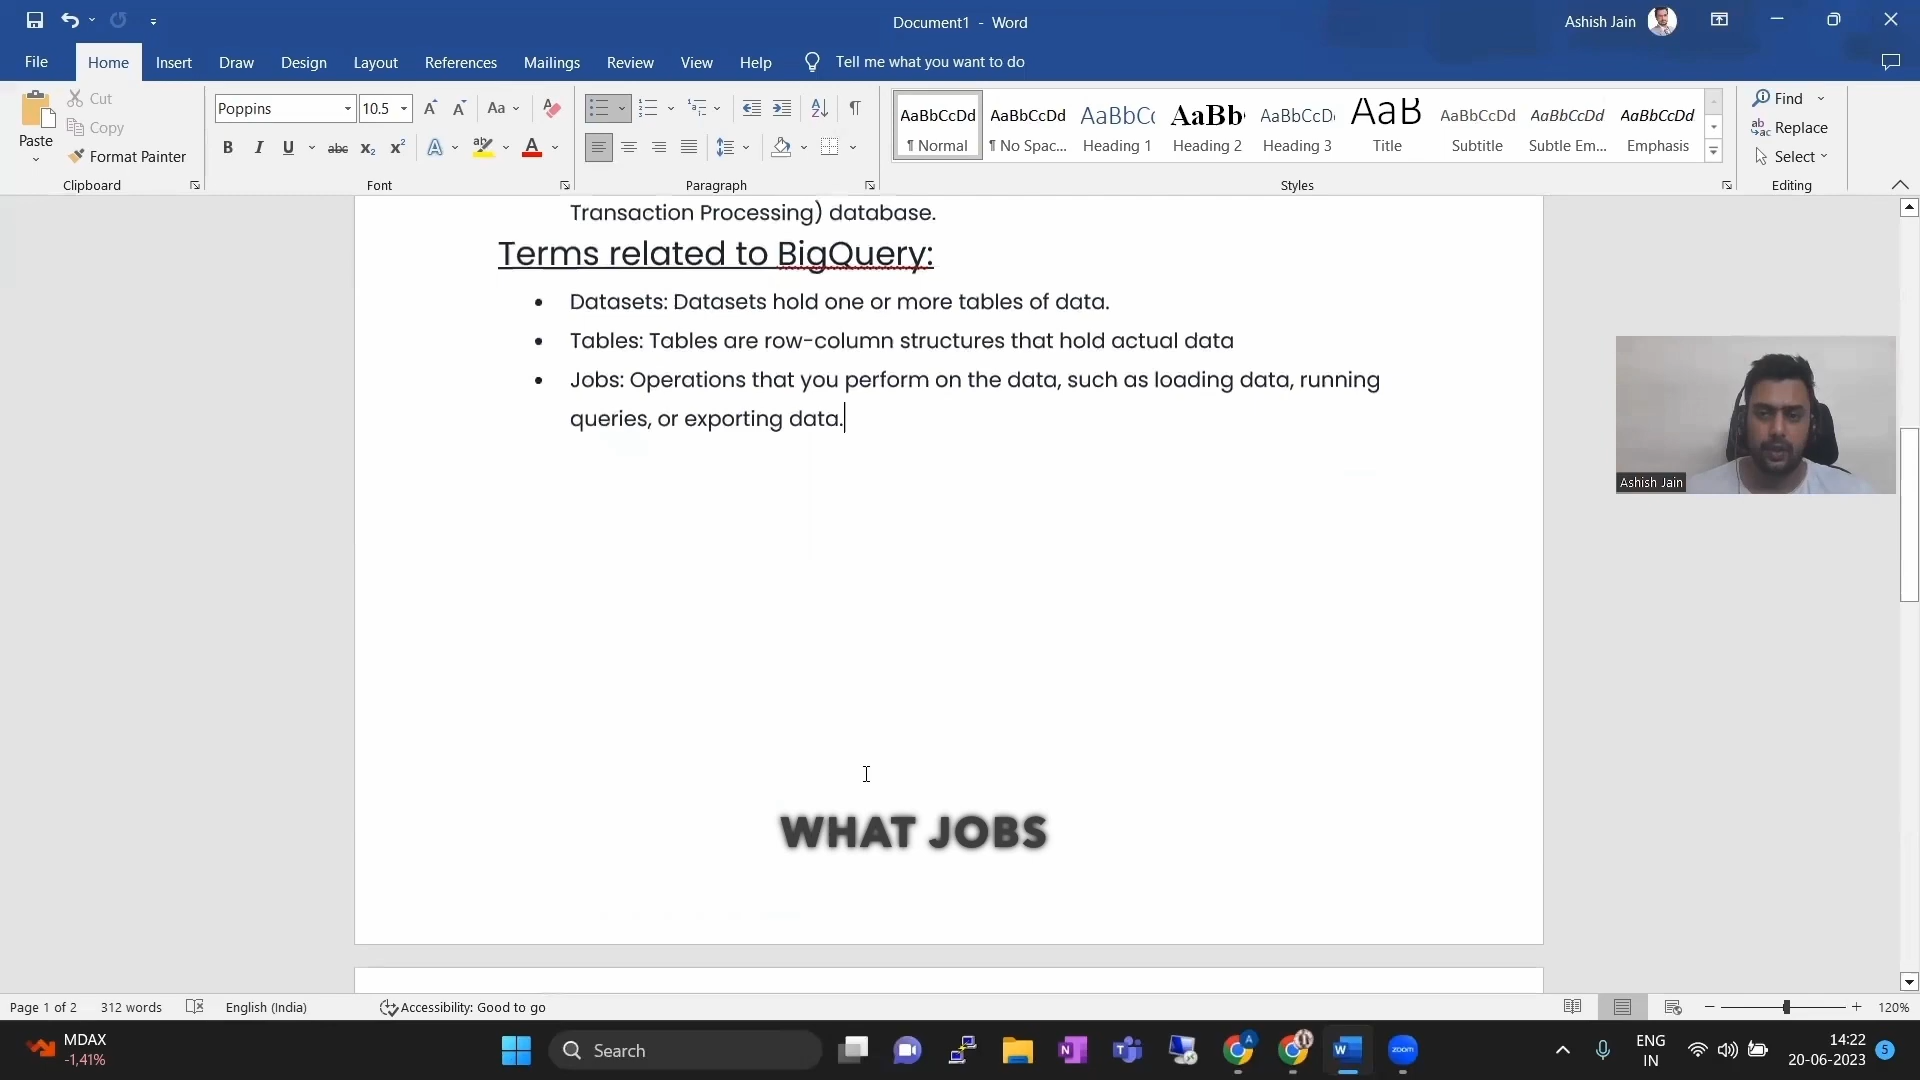 Document1 - Word
Ashish Jain
File Home Insert Draw Design Layout References Mailings Review View Help Tell me what you want to do
Cut
Copy
Format Painter
Paste
Poppins 10.5
AaBbCcDd AaBbCcDd AaBbCc AaBb AaBbCcD AaB AaBbCcDd AaBbCcDd AaBbCcDd
¶ Normal ¶ No Spac... Heading 1 Heading 2 Heading 3 Title Subtitle Subtle Em... Emphasis
Find
Replace
Select
Clipboard Font Paragraph Styles Editing
Transaction Processing) database.
Terms related to BigQuery:
• Datasets: Datasets hold one or more tables of data.
• Tables: Tables are row-column structures that hold actual data
• Jobs: Operations that you perform on the data, such as loading data, running
queries, or exporting data.
Ashish Jain
WHAT JOBS
Page 1 of 2 312 words English (India) Accessibility: Good to go 120%
MDAX
-1,41%
Search
zoom
ENG
IN
14:22
20-06-2023
5